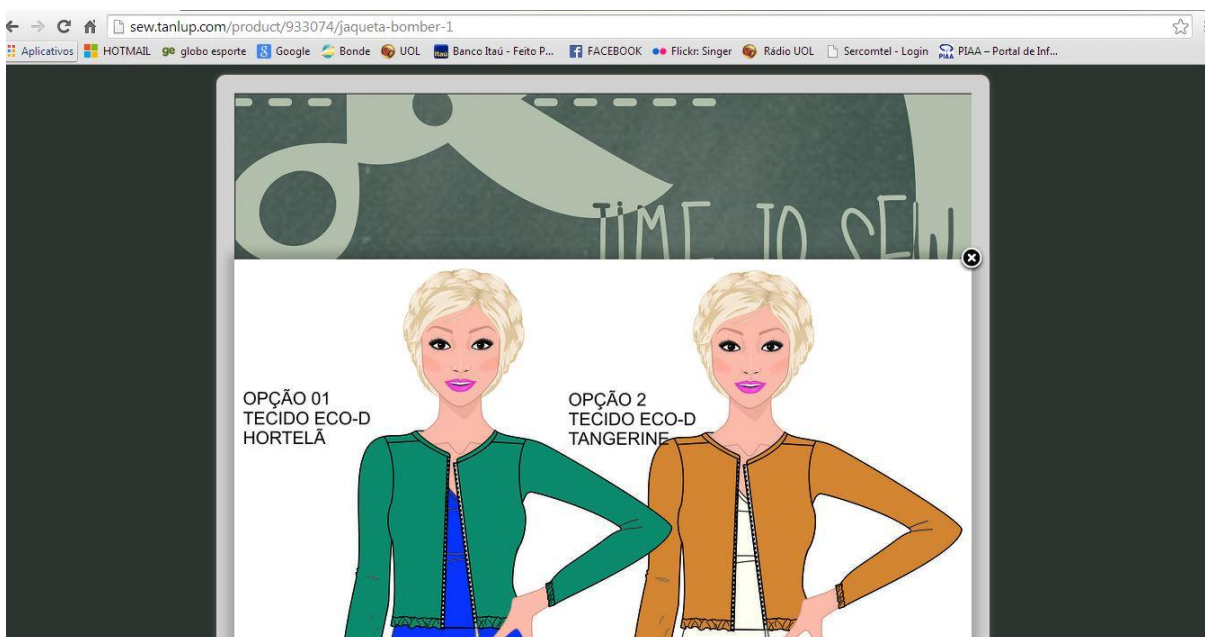 sew.tanlup.com/product/933074/jaqueta-bomber-1
Aplicativos HOTMAIL ge globo esporte Google Bonde UOL Banco Itaú - Feito P... FACEBOOK Flickr: Singer Rádio UOL Sercomtel - Login PIAA – Portal de Inf...
TiME TO SEW
OPÇÃO 01
TECIDO ECO-D
HORTELÃ
OPÇÃO 2
TECIDO ECO-D
TANGERINE